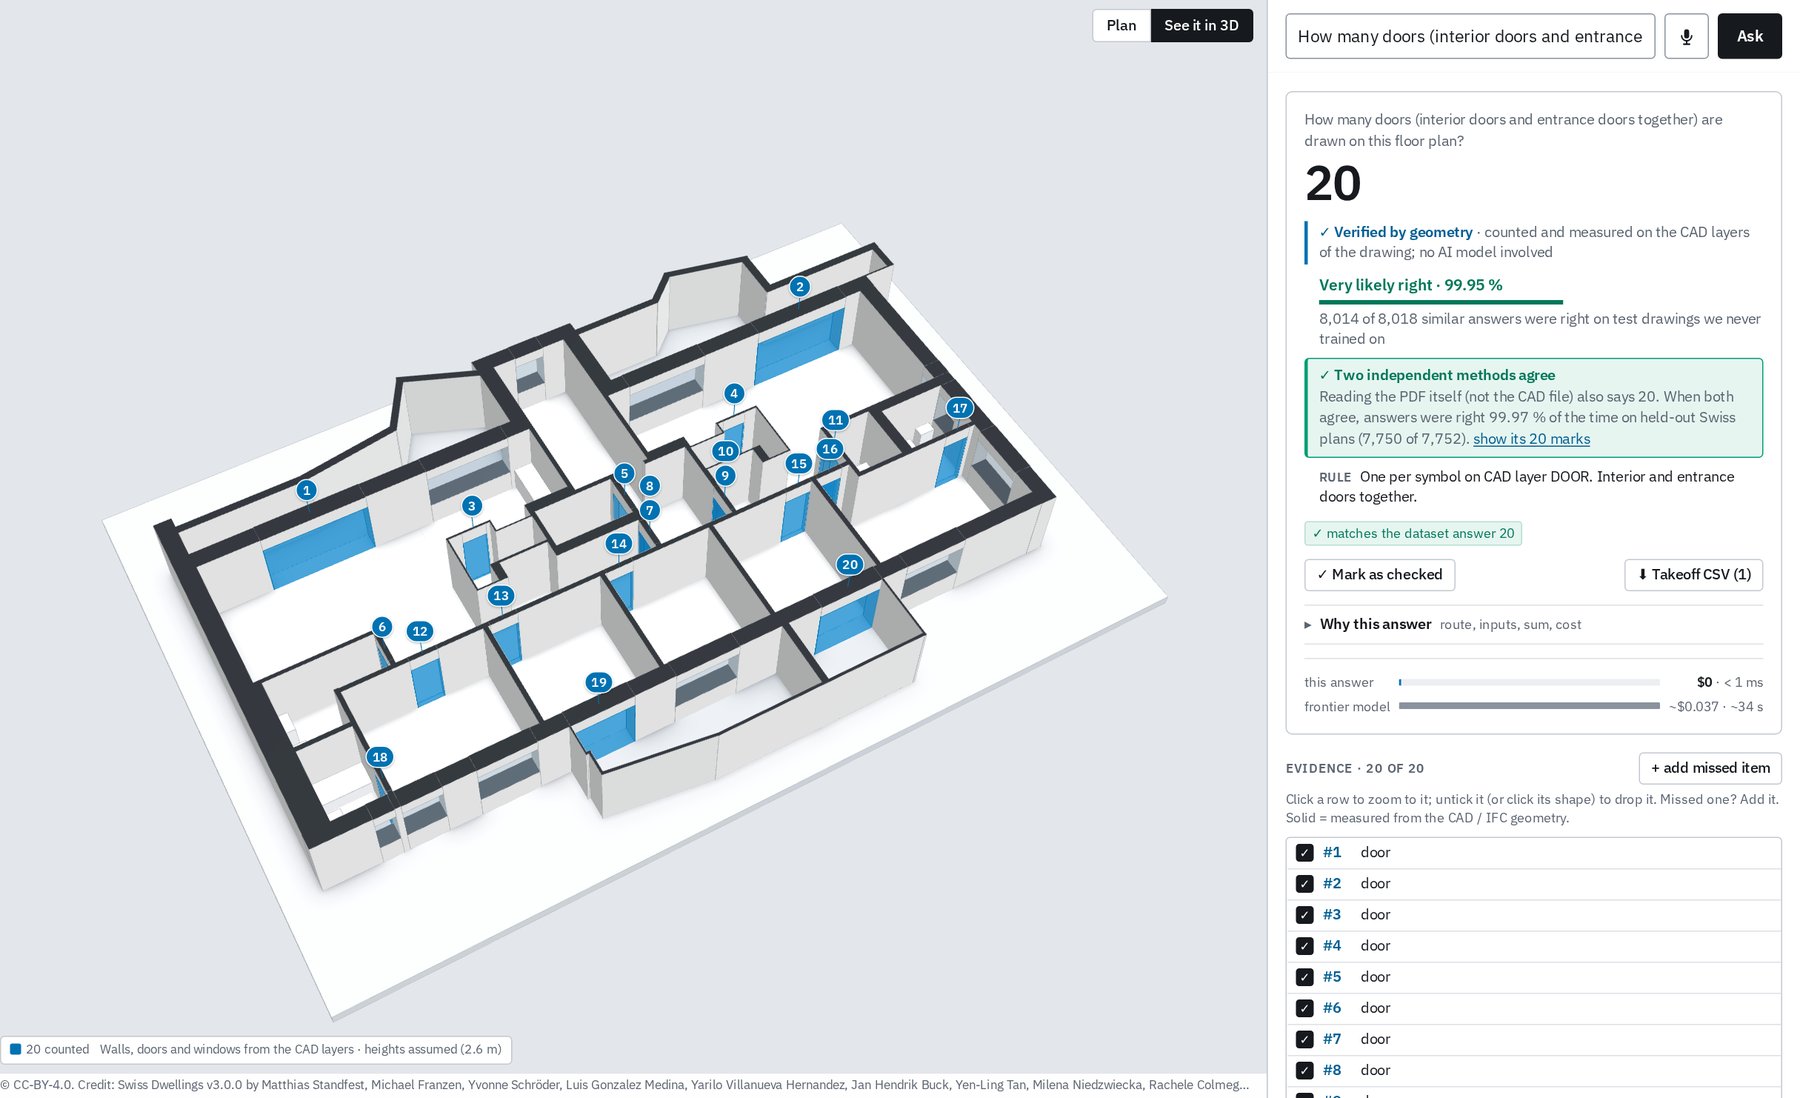 Plan
See it in 3D
How many doors (interior doors and entrance
Ask
How many doors (interior doors and entrance doors together) are
drawn on this floor plan?
20
✓ Verified by geometry · counted and measured on the CAD layers
of the drawing; no AI model involved
Very likely right · 99.95 %
8,014 of 8,018 similar answers were right on test drawings we never
trained on
✓ Two independent methods agree
Reading the PDF itself (not the CAD file) also says 20. When both
agree, answers were right 99.97 % of the time on held-out Swiss
plans (7,750 of 7,752). show its 20 marks
RULE One per symbol on CAD layer DOOR. Interior and entrance
doors together.
✓ matches the dataset answer 20
✓ Mark as checked
⬇ Takeoff CSV (1)
▸ Why this answer route, inputs, sum, cost
this answer $0 · < 1 ms
frontier model ~$0.037 · ~34 s
EVIDENCE · 20 OF 20
+ add missed item
Click a row to zoom to it; untick it (or click its shape) to drop it. Missed one? Add it.
Solid = measured from the CAD / IFC geometry.
✓ #1 door
✓ #2 door
✓ #3 door
✓ #4 door
✓ #5 door
✓ #6 door
✓ #7 door
✓ #8 door
2
1
4
17
11
10
16
15
5
8
9
3
7
14
20
13
6
12
19
18
20 counted Walls, doors and windows from the CAD layers · heights assumed (2.6 m)
© CC-BY-4.0. Credit: Swiss Dwellings v3.0.0 by Matthias Standfest, Michael Franzen, Yvonne Schröder, Luis Gonzalez Medina, Yarilo Villanueva Hernandez, Jan Hendrik Buck, Yen-Ling Tan, Milena Niedzwiecka, Rachele Colmeg…